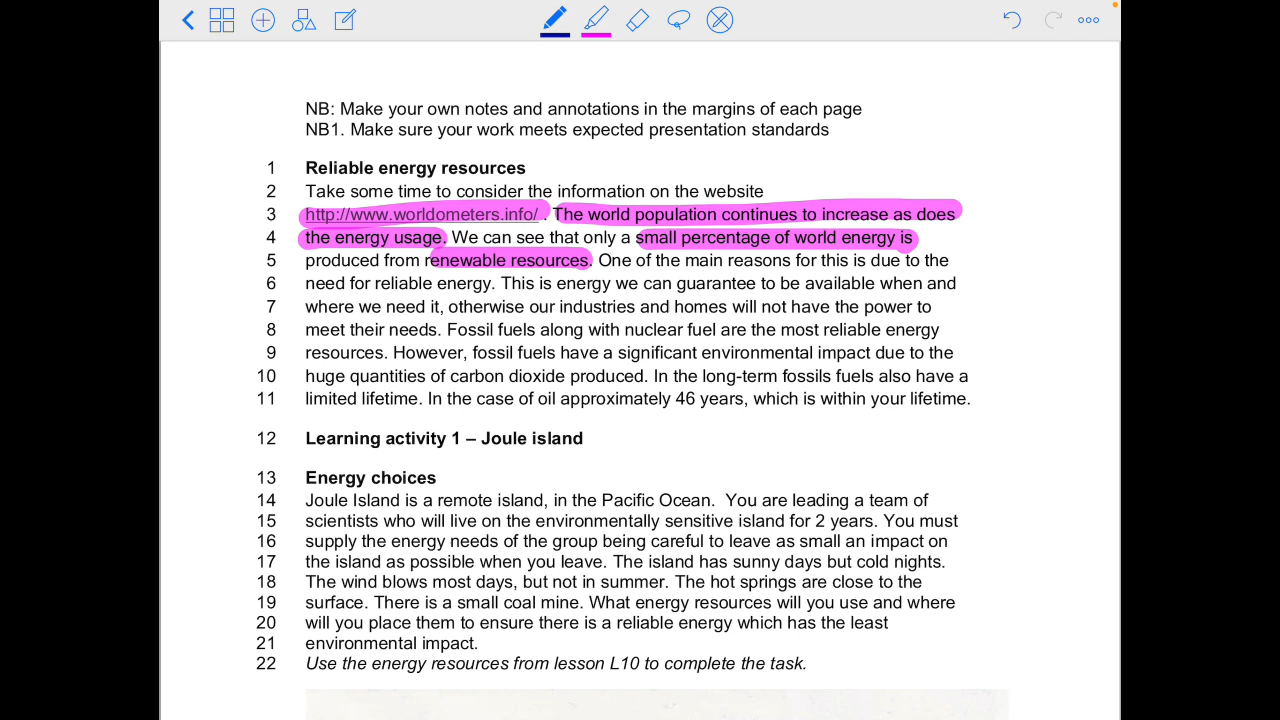 NB: Make your own notes and annotations in the margins of each page
NB1. Make sure your work meets expected presentation standards
1 Reliable energy resources
2 Take some time to consider the information on the website
3 http://www.worldometers.info/ . The world population continues to increase as does
4 the energy usage. We can see that only a small percentage of world energy is
5 produced from renewable resources. One of the main reasons for this is due to the
6 need for reliable energy. This is energy we can guarantee to be available when and
7 where we need it, otherwise our industries and homes will not have the power to
8 meet their needs. Fossil fuels along with nuclear fuel are the most reliable energy
9 resources. However, fossil fuels have a significant environmental impact due to the
10 huge quantities of carbon dioxide produced. In the long-term fossils fuels also have a
11 limited lifetime. In the case of oil approximately 46 years, which is within your lifetime.
12 Learning activity 1 – Joule island
13 Energy choices
14 Joule Island is a remote island, in the Pacific Ocean.  You are leading a team of
15 scientists who will live on the environmentally sensitive island for 2 years. You must
16 supply the energy needs of the group being careful to leave as small an impact on
17 the island as possible when you leave. The island has sunny days but cold nights.
18 The wind blows most days, but not in summer. The hot springs are close to the
19 surface. There is a small coal mine. What energy resources will you use and where
20 will you place them to ensure there is a reliable energy which has the least
21 environmental impact.
22 Use the energy resources from lesson L10 to complete the task.